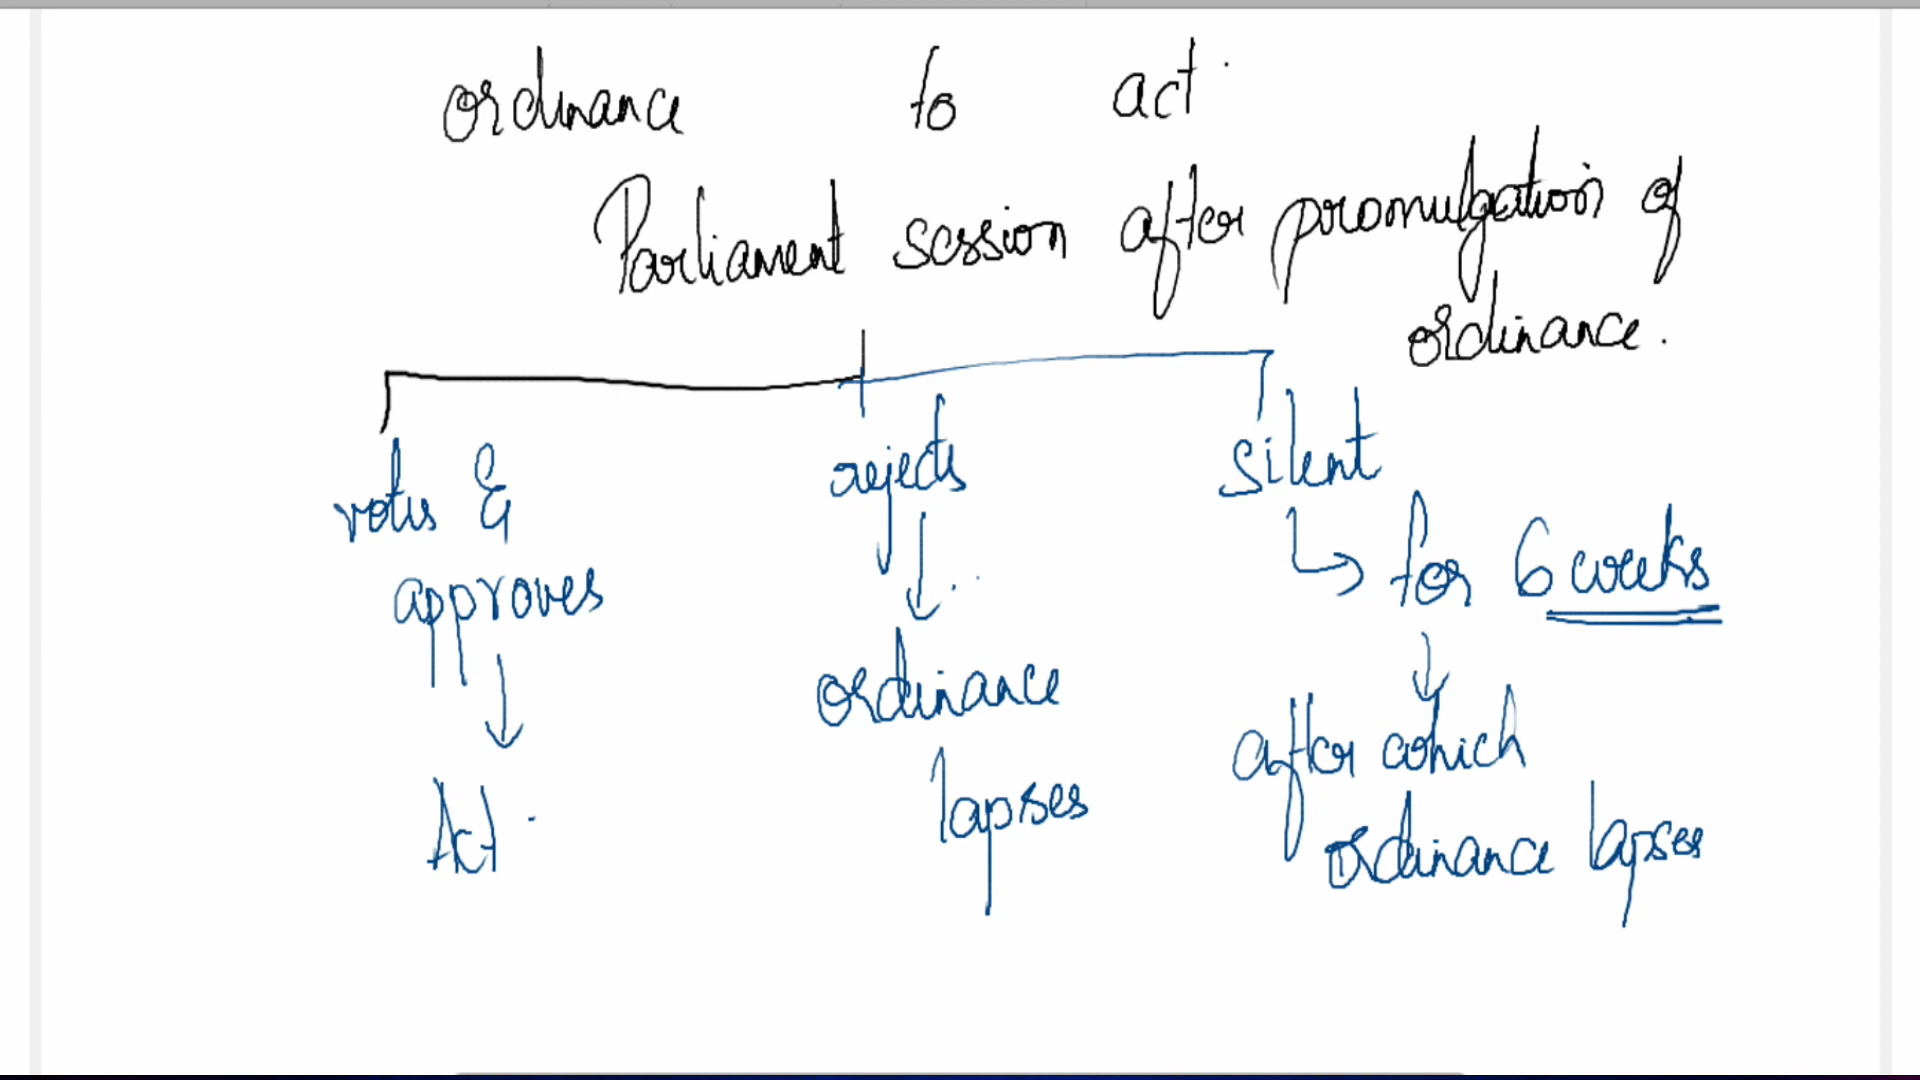 ordinance to act.
Parliament session after promulgation of
ordinance.
votes &
approves
Act.
rejects
ordinance
lapses
silent
for 6 weeks
after which
ordinance lapses